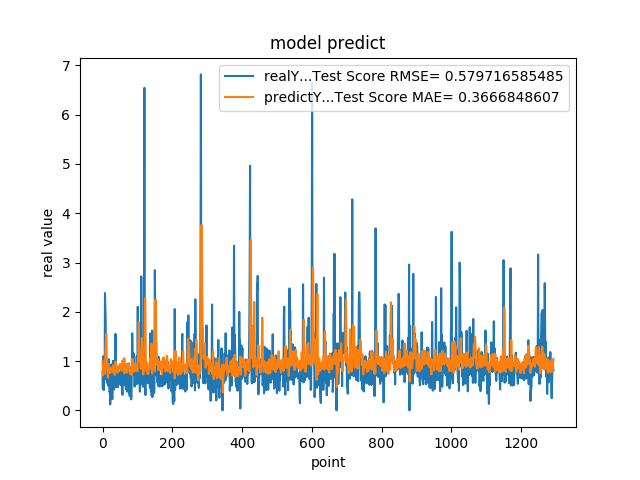 model predict
realY...Test Score RMSE= 0.579716585485
predictY...Test Score MAE= 0.3666848607
real value
7
6
5
4
3
2
1
0
0 200 400 600 800 1000 1200
point